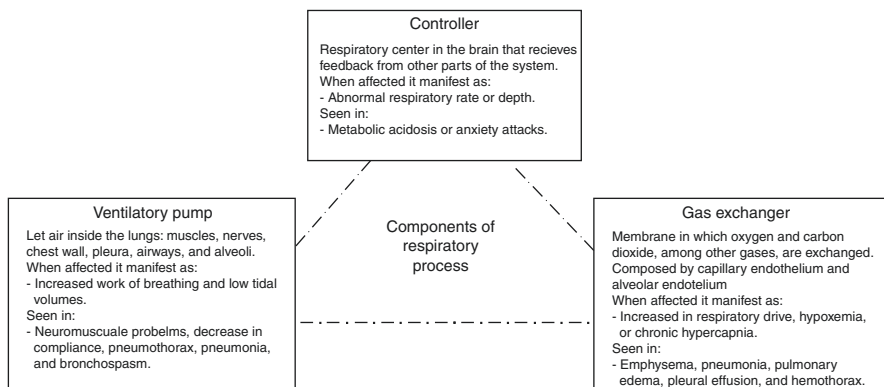 Controller
Respiratory center in the brain that recieves
feedback from other parts of the system.
When affected it manifest as:
- Abnormal respiratory rate or depth.
Seen in:
- Metabolic acidosis or anxiety attacks.
Ventilatory pump
Let air inside the lungs: muscles, nerves,
chest wall, pleura, airways, and alveoli.
When affected it manifest as:
- Increased work of breathing and low tidal
volumes.
Seen in:
- Neuromuscuale probelms, decrease in
compliance, pneumothorax, pneumonia,
and bronchospasm.
Components of
respiratory
process
Gas exchanger
Membrane in which oxygen and carbon
dioxide, among other gases, are exchanged.
Composed by capillary endothelium and
alveolar endotelium
When affected it manifest as:
- Increased in respiratory drive, hypoxemia,
or chronic hypercapnia.
Seen in:
- Emphysema, pneumonia, pulmonary
edema, pleural effusion, and hemothorax.